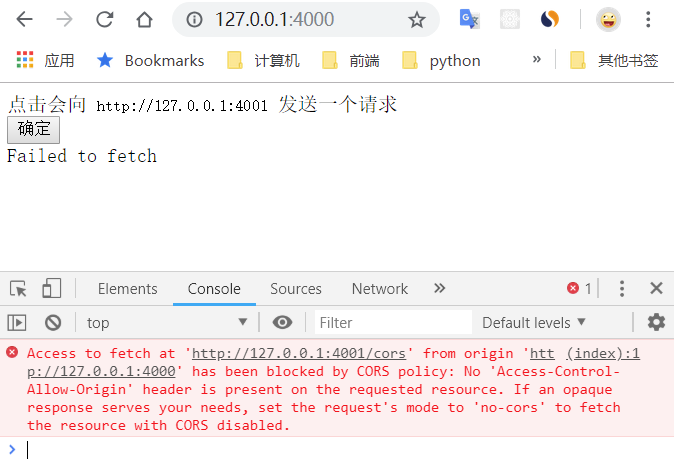 127.0.0.1:4000
应用 Bookmarks 计算机 前端 python » 其他书签
点击会向 http://127.0.0.1:4001 发送一个请求
确定
Failed to fetch
Elements Console Sources Network » 1
top Filter Default levels
Access to fetch at 'http://127.0.0.1:4001/cors' from origin 'htt (index):1
p://127.0.0.1:4000' has been blocked by CORS policy: No 'Access-Control-
Allow-Origin' header is present on the requested resource. If an opaque
response serves your needs, set the request's mode to 'no-cors' to fetch
the resource with CORS disabled.